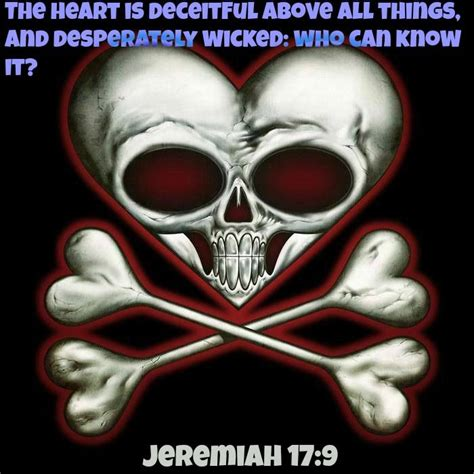 The heart is deceitful above all things,
and desperately wicked: who can know
it?
Jeremiah 17:9